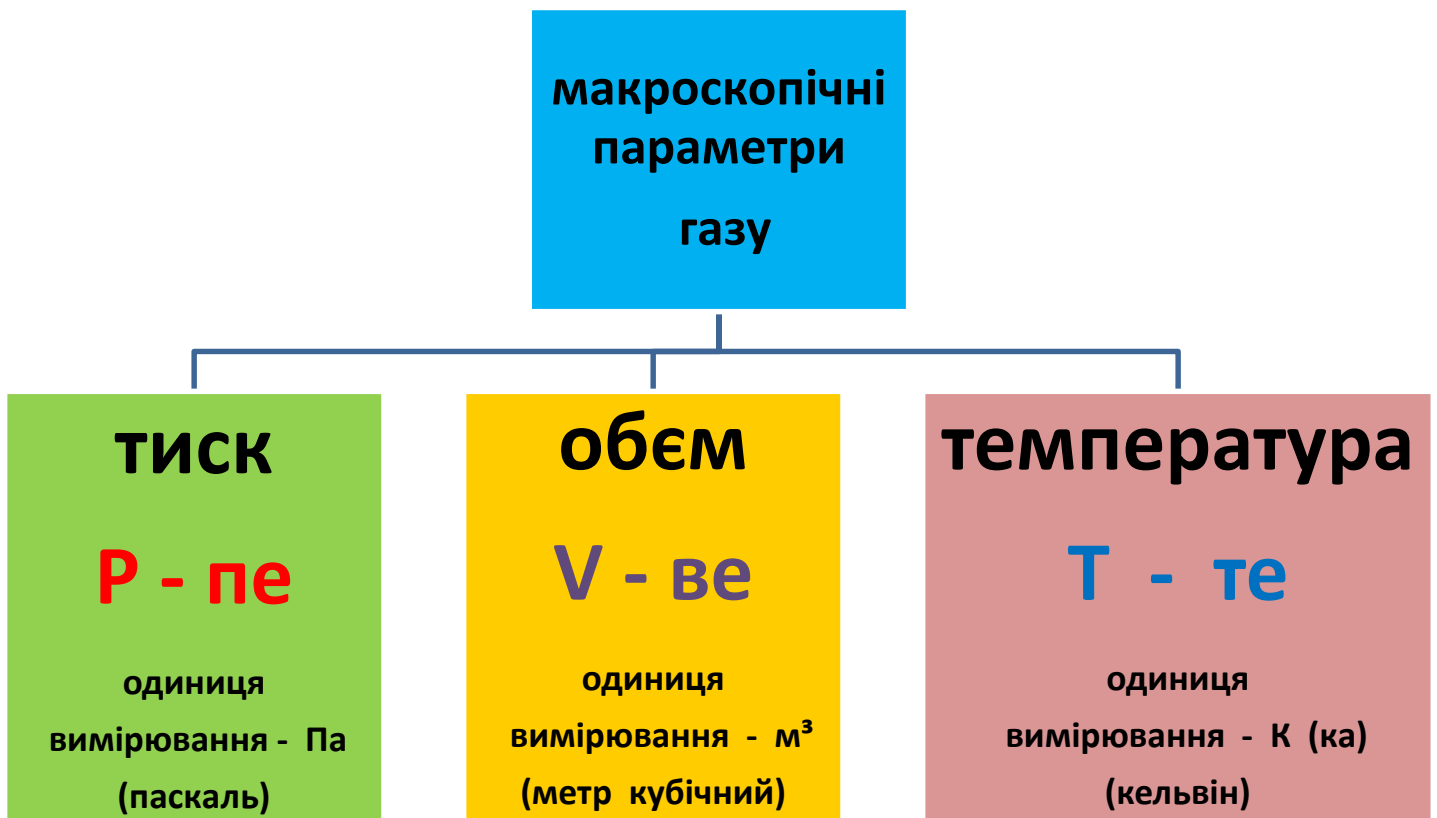 макроскопічні
параметри
газу
тиск
P - пе
одиниця
вимірювання - Па
(паскаль)
обєм
V - ве
одиниця
вимірювання - м³
(метр кубічний)
температура
T - те
одиниця
вимірювання - К (ка)
(кельвін)